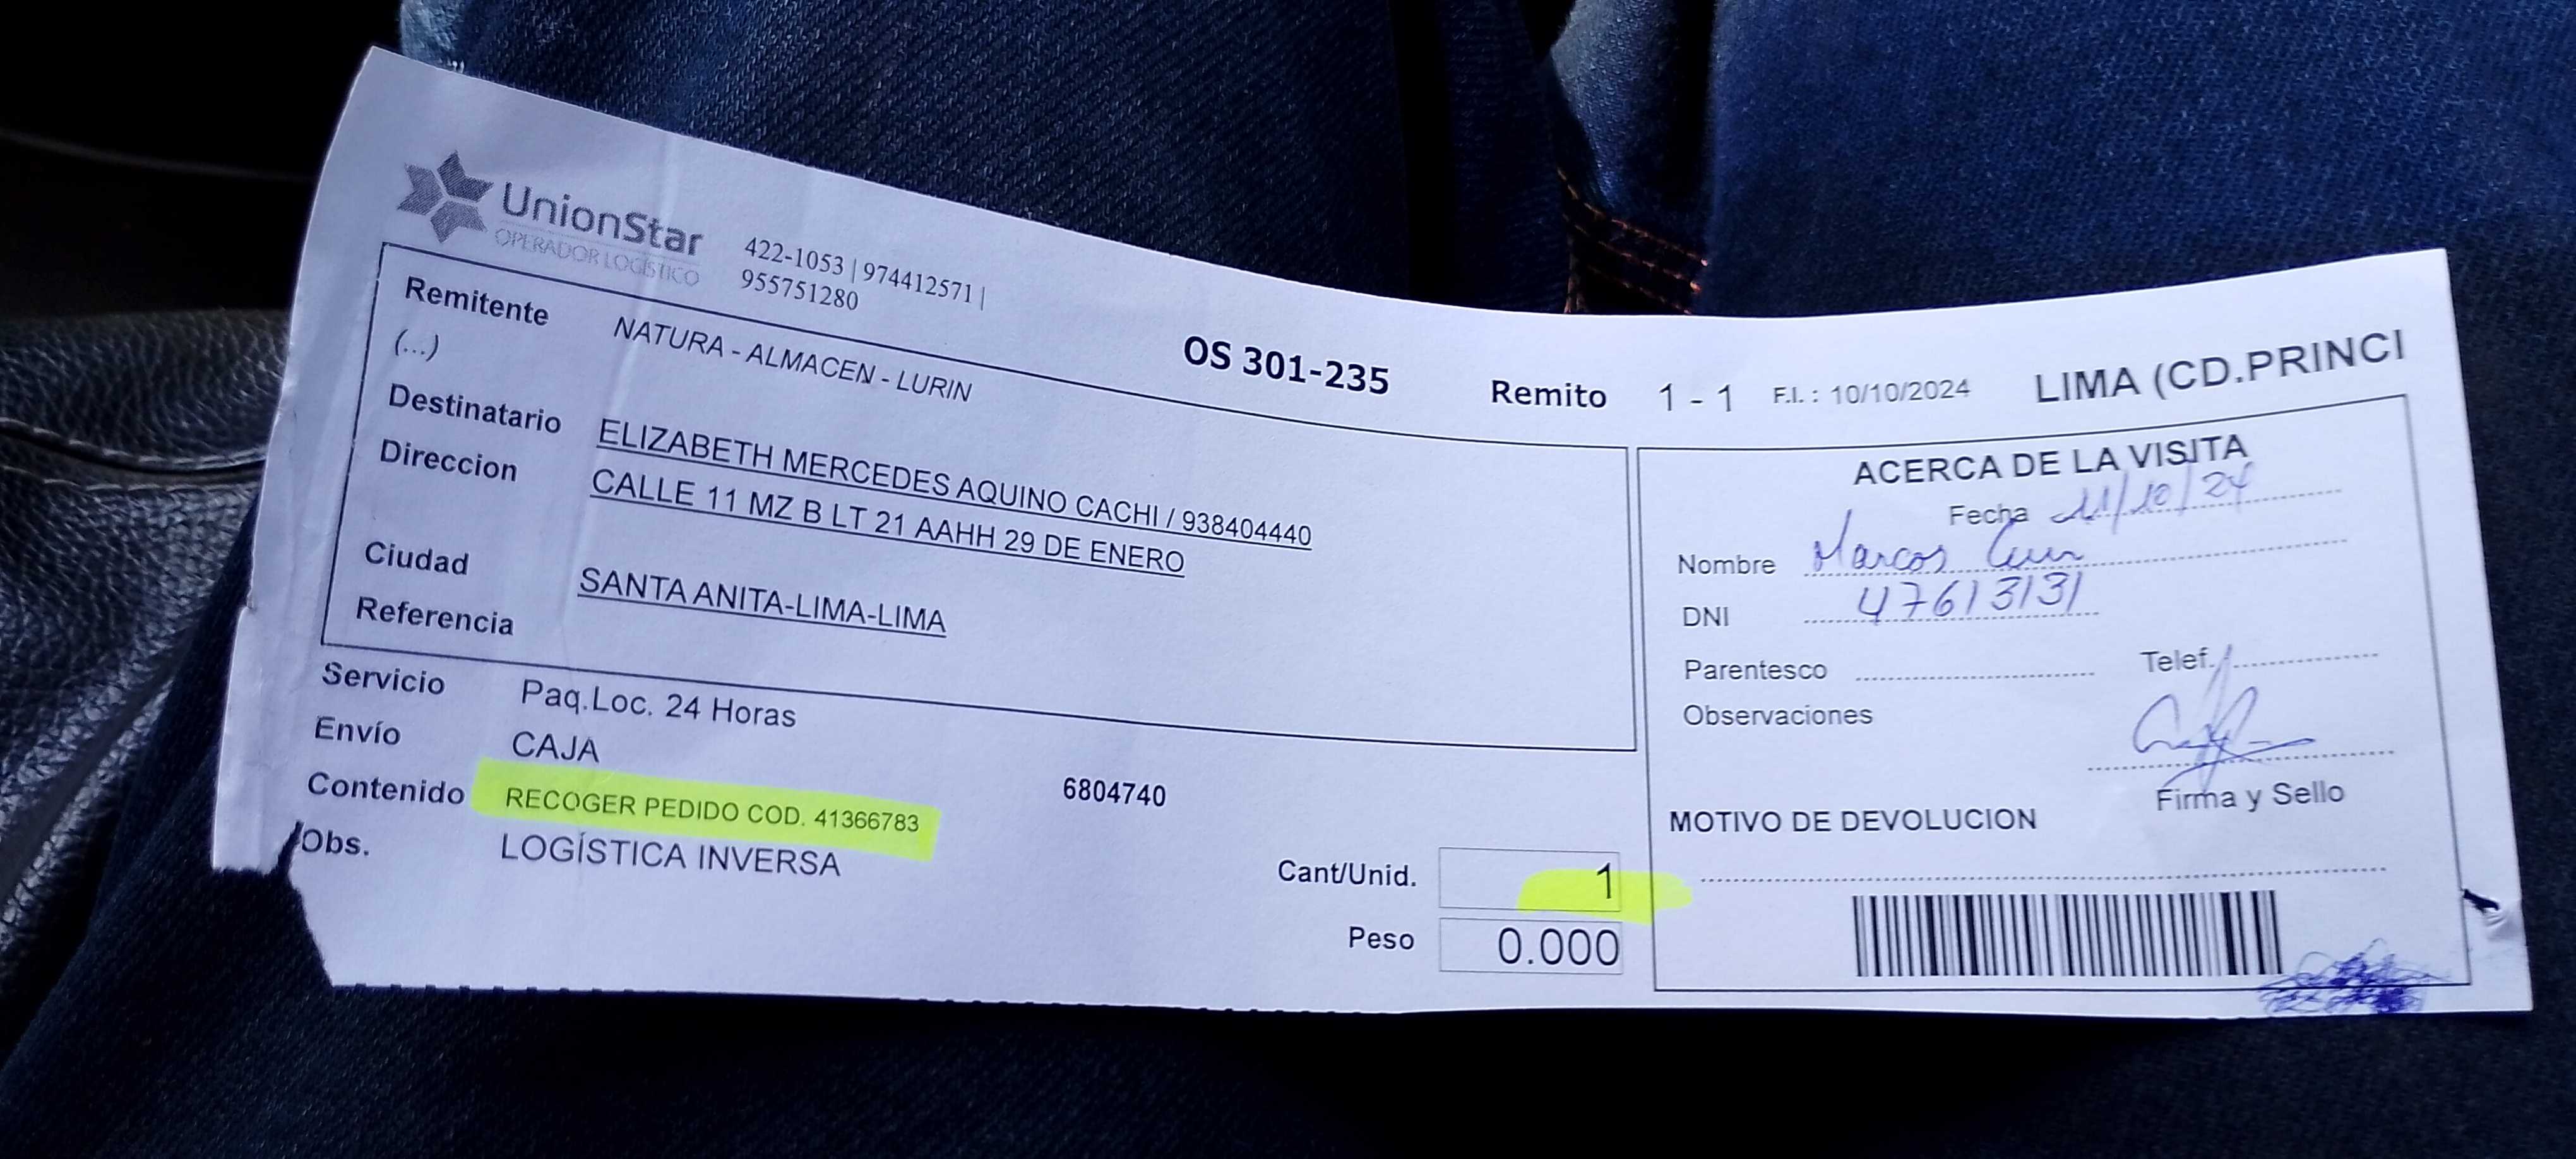 UnionStar
OPERADOR LOGÍSTICO
422-1053 | 974412571 |
955751280
OS 301-235 Remito 1 - 1 F.I. : 10/10/2024 LIMA (CD.PRINCI
Remitente NATURA - ALMACEN - LURIN
(...)
Destinatario ELIZABETH MERCEDES AQUINO CACHI / 938404440
Direccion CALLE 11 MZ B LT 21 AAHH 29 DE ENERO
Ciudad SANTA ANITA-LIMA-LIMA
Referencia
Servicio Paq.Loc. 24 Horas
Envío CAJA
Contenido RECOGER PEDIDO COD. 41366783 6804740
Obs. LOGÍSTICA INVERSA
Cant/Unid. 1
Peso 0.000
ACERCA DE LA VISITA
Fecha 11/10/24
Nombre Marcos
DNI 47613131
Parentesco Telef.
Observaciones
Firma y Sello
MOTIVO DE DEVOLUCION